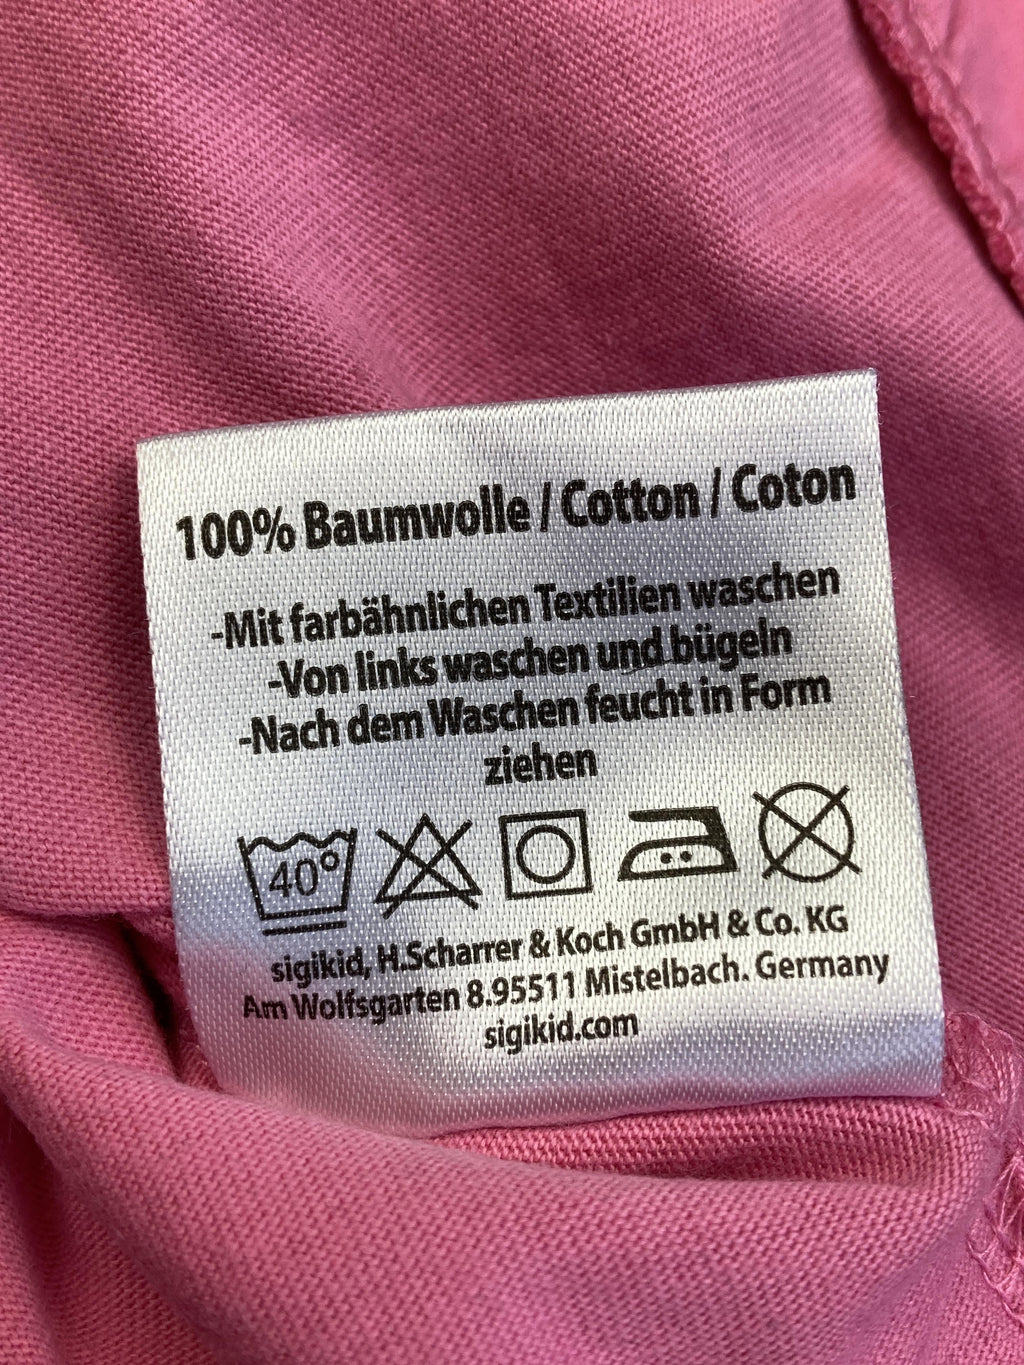 100% Baumwolle / Cotton / Coton
-Mit farbähnlichen Textilien waschen
-Von links waschen und bügeln
-Nach dem Waschen feucht in Form
ziehen
40°
sigikid, H.Scharrer & Koch GmbH & Co. KG
Am Wolfsgarten 8.95511 Mistelbach. Germany
sigikid.com